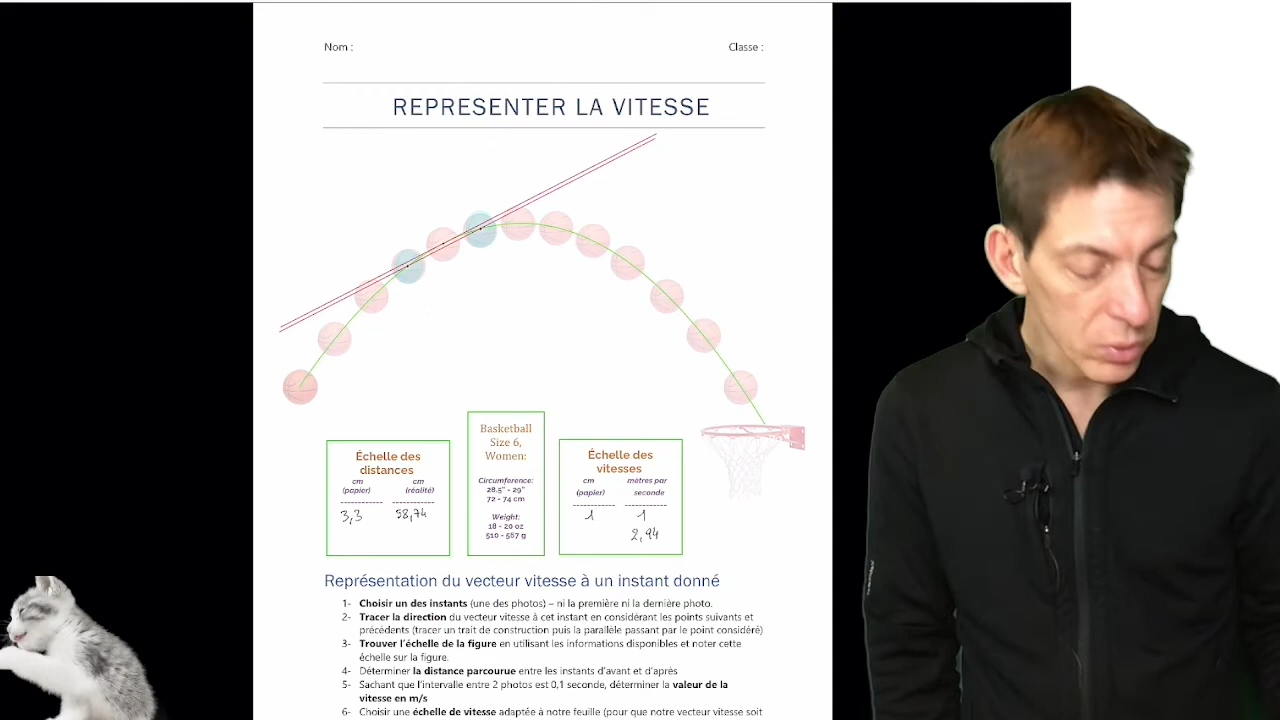 Nom :
Classe :
REPRESENTER LA VITESSE
Échelle des
distances
cm
(papier)
cm
(réalité)
3,3
58,74
Basketball
Size 6,
Women:
Circumference:
28.5" - 29"
72 - 74 cm
Weight:
18 - 20 oz
510 - 567 g
Échelle des
vitesses
cm
(papier)
mètres par
seconde
1
1
2,94
Représentation du vecteur vitesse à un instant donné
1- Choisir un des instants (une des photos) – ni la première ni la dernière photo.
2- Tracer la direction du vecteur vitesse à cet instant en considérant les points suivants et
précédents (tracer un trait de construction puis la parallèle passant par le point considéré)
3- Trouver l'échelle de la figure en utilisant les informations disponibles et noter cette
échelle sur la figure.
4- Déterminer la distance parcourue entre les instants d'avant et d'après
5- Sachant que l'intervalle entre 2 photos est 0,1 seconde, déterminer la valeur de la
vitesse en m/s
6- Choisir une échelle de vitesse adaptée à notre feuille (pour que notre vecteur vitesse soit